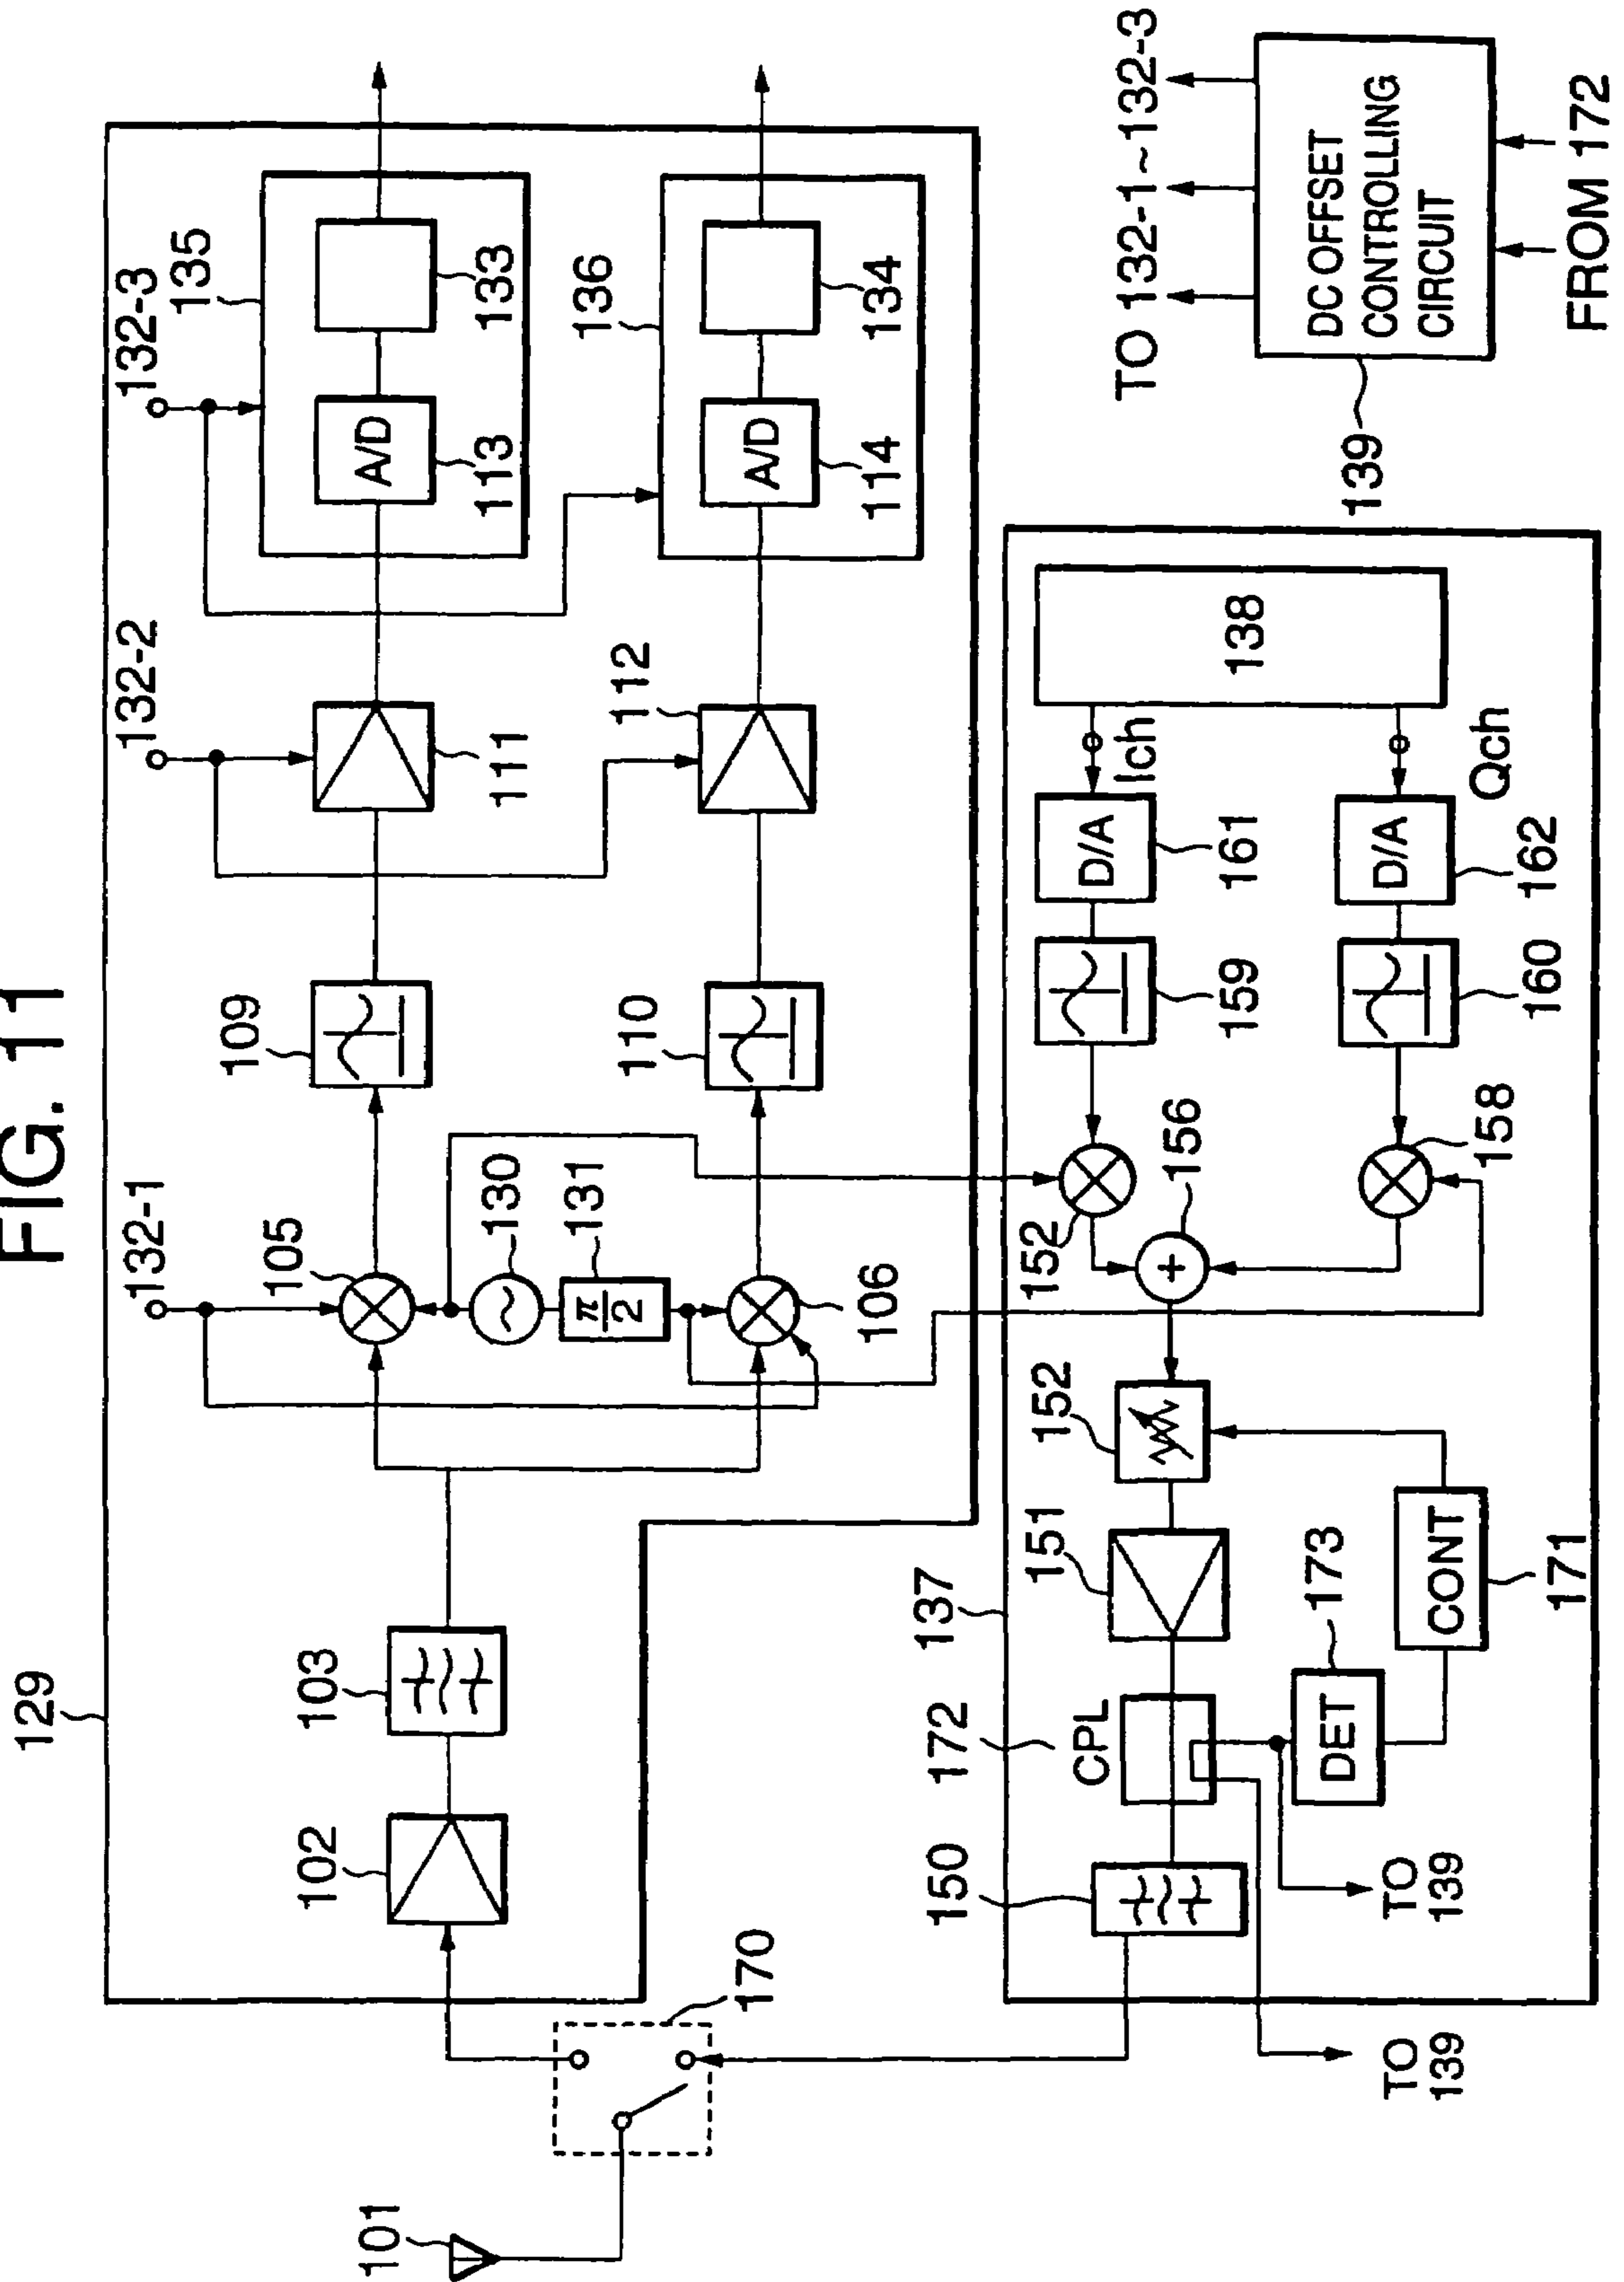 FIG. 11
129
132-1
132-2
132-3
135
105
109
133
A/D
113
111
102
103
130
131
π/2
110
112
136
134
A/D
114
106
101
170
137
150
172
CPL
151
152
152
156
159
D/A
161
Ich
138
158
160
D/A
162
Qch
DET
173
CONT
171
TO
139
TO
139
TO 132-1~132-3
DC OFFSET
CONTROLLING
CIRCUIT
139
FROM 172